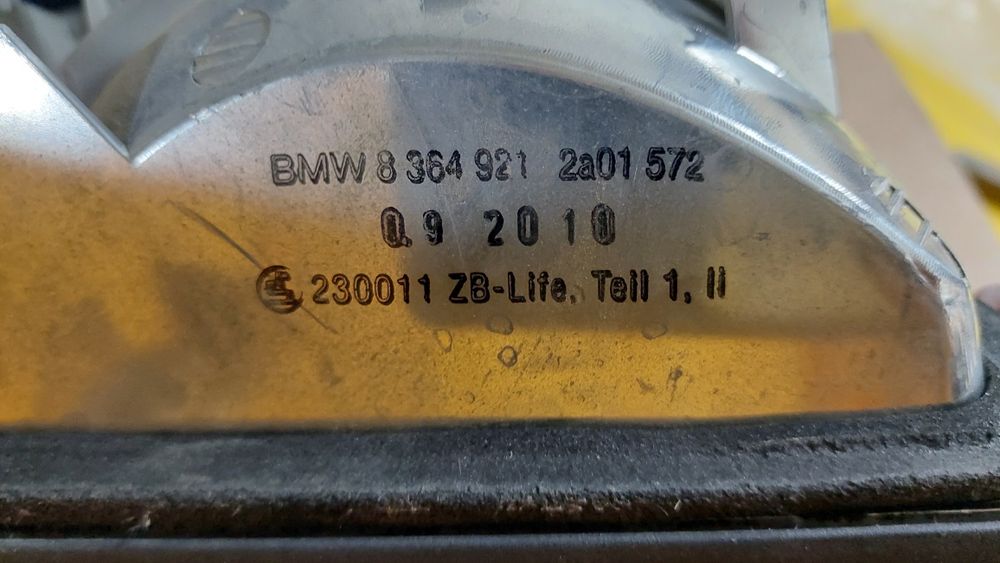 BMW 8 364 921 2a01 572
0.9 2010
230011 ZB-Life, Teil 1, II